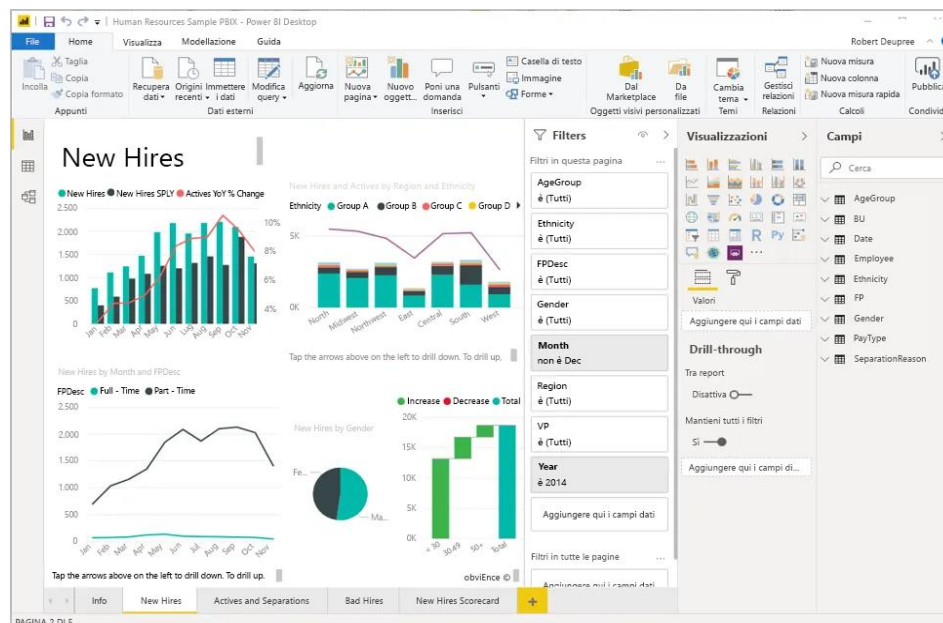 Human Resources Sample PBIX - Power BI Desktop
File Home Visualizza Modellazione Guida Robert Deupree
Incolla
Taglia
Copia
Copia formato
Appunti
Recupera dati
Origini recenti
Immettere i dati
Modifica query
Dati esterni
Aggiorna
Nuova pagina
Nuovo oggett...
Poni una domanda
Pulsanti
Casella di testo
Immagine
Forme
Inserisci
Dal Marketplace
Da file
Oggetti visivi personalizzati
Cambia tema
Temi
Gestisci relazioni
Relazioni
Nuova misura
Nuova colonna
Nuova misura rapida
Calcoli
Pubblica
Condivid
New Hires
New Hires New Hires SPLY Actives YoY % Change
2.500
2.000
1.500
1.000
500
0
10%
8%
6%
4%
Jan Feb Mar Apr May Jun Lug Aug Sep Oct Nov
New Hires and Actives by Region and Ethnicity
Ethnicity Group A Group B Group C Group D
5K
0K
North Midwest Northwest East Central South West
Tap the arrows above on the left to drill down. To drill up,
New Hires by Month and FPDesc
FPDesc Full - Time Part - Time
2.500
2.000
1.500
1.000
500
0
Jan Feb Mar Apr May Jun Jul Aug Sep Oct Nov
Tap the arrows above on the left to drill down. To drill up.
New Hires by Gender
Fe...
Ma...
Increase Decrease Total
20K
15K
10K
5K
0K
< 30 30-49 50+ Total
obviEnce ©
Filters
Filtri in questa pagina ...
AgeGroup
è (Tutti)
Ethnicity
è (Tutti)
FPDesc
è (Tutti)
Gender
è (Tutti)
Month
non è Dec
Region
è (Tutti)
VP
è (Tutti)
Year
è 2014
Aggiungere qui i campi dati
Filtri in tutte le pagine ...
Aggiungere qui i campi dati
Visualizzazioni
R Py
...
Valori
Aggiungere qui i campi dati
Drill-through
Tra report
Disattiva
Mantieni tutti i filtri
Sì
Aggiungere qui i campi di...
Campi
Cerca
AgeGroup
BU
Date
Employee
Ethnicity
FP
Gender
PayType
SeparationReason
Info New Hires Actives and Separations Bad Hires New Hires Scorecard +
PAGINA 2 DI 5